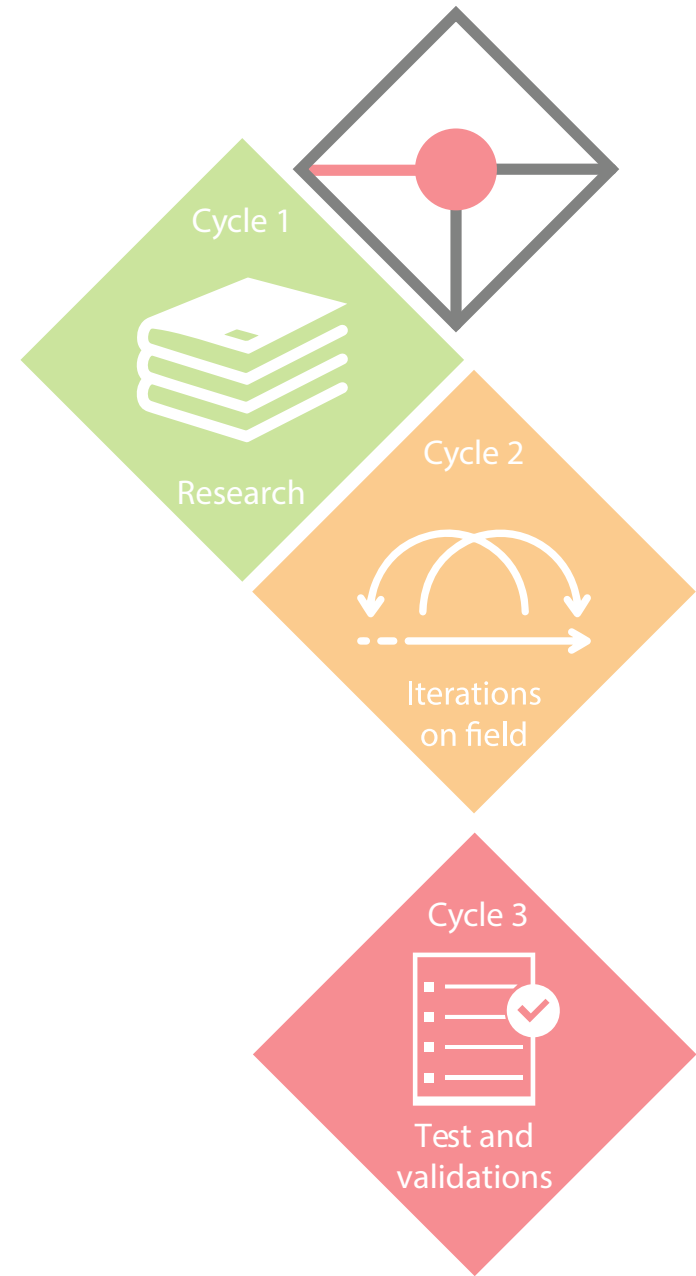 Cycle 1
Research
Cycle 2
Iterations
on field
Cycle 3
Test and
validations